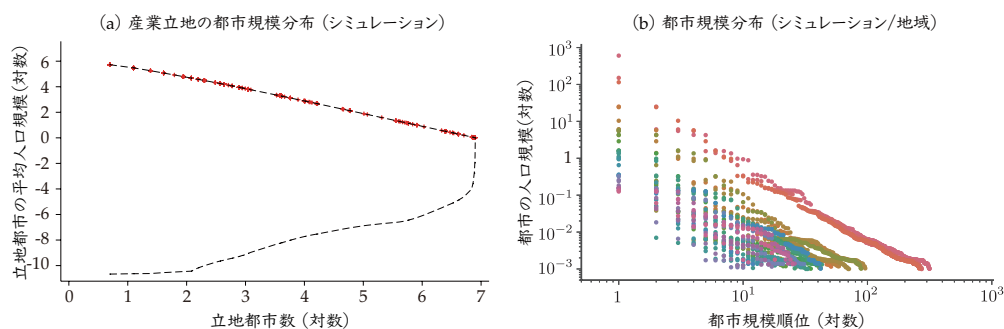 (a) 産業立地の都市規模分布 (シミュレーション)
立地都市の平均人口規模(対数)
6
4
2
0
-2
-4
-6
-8
-10
0 1 2 3 4 5 6 7
立地都市数 (対数)
(b) 都市規模分布 (シミュレーション/地域)
都市の人口規模(対数)
10³
10²
10
1
10⁻¹
10⁻²
10⁻³
1 10 10² 10³
都市規模順位 (対数)